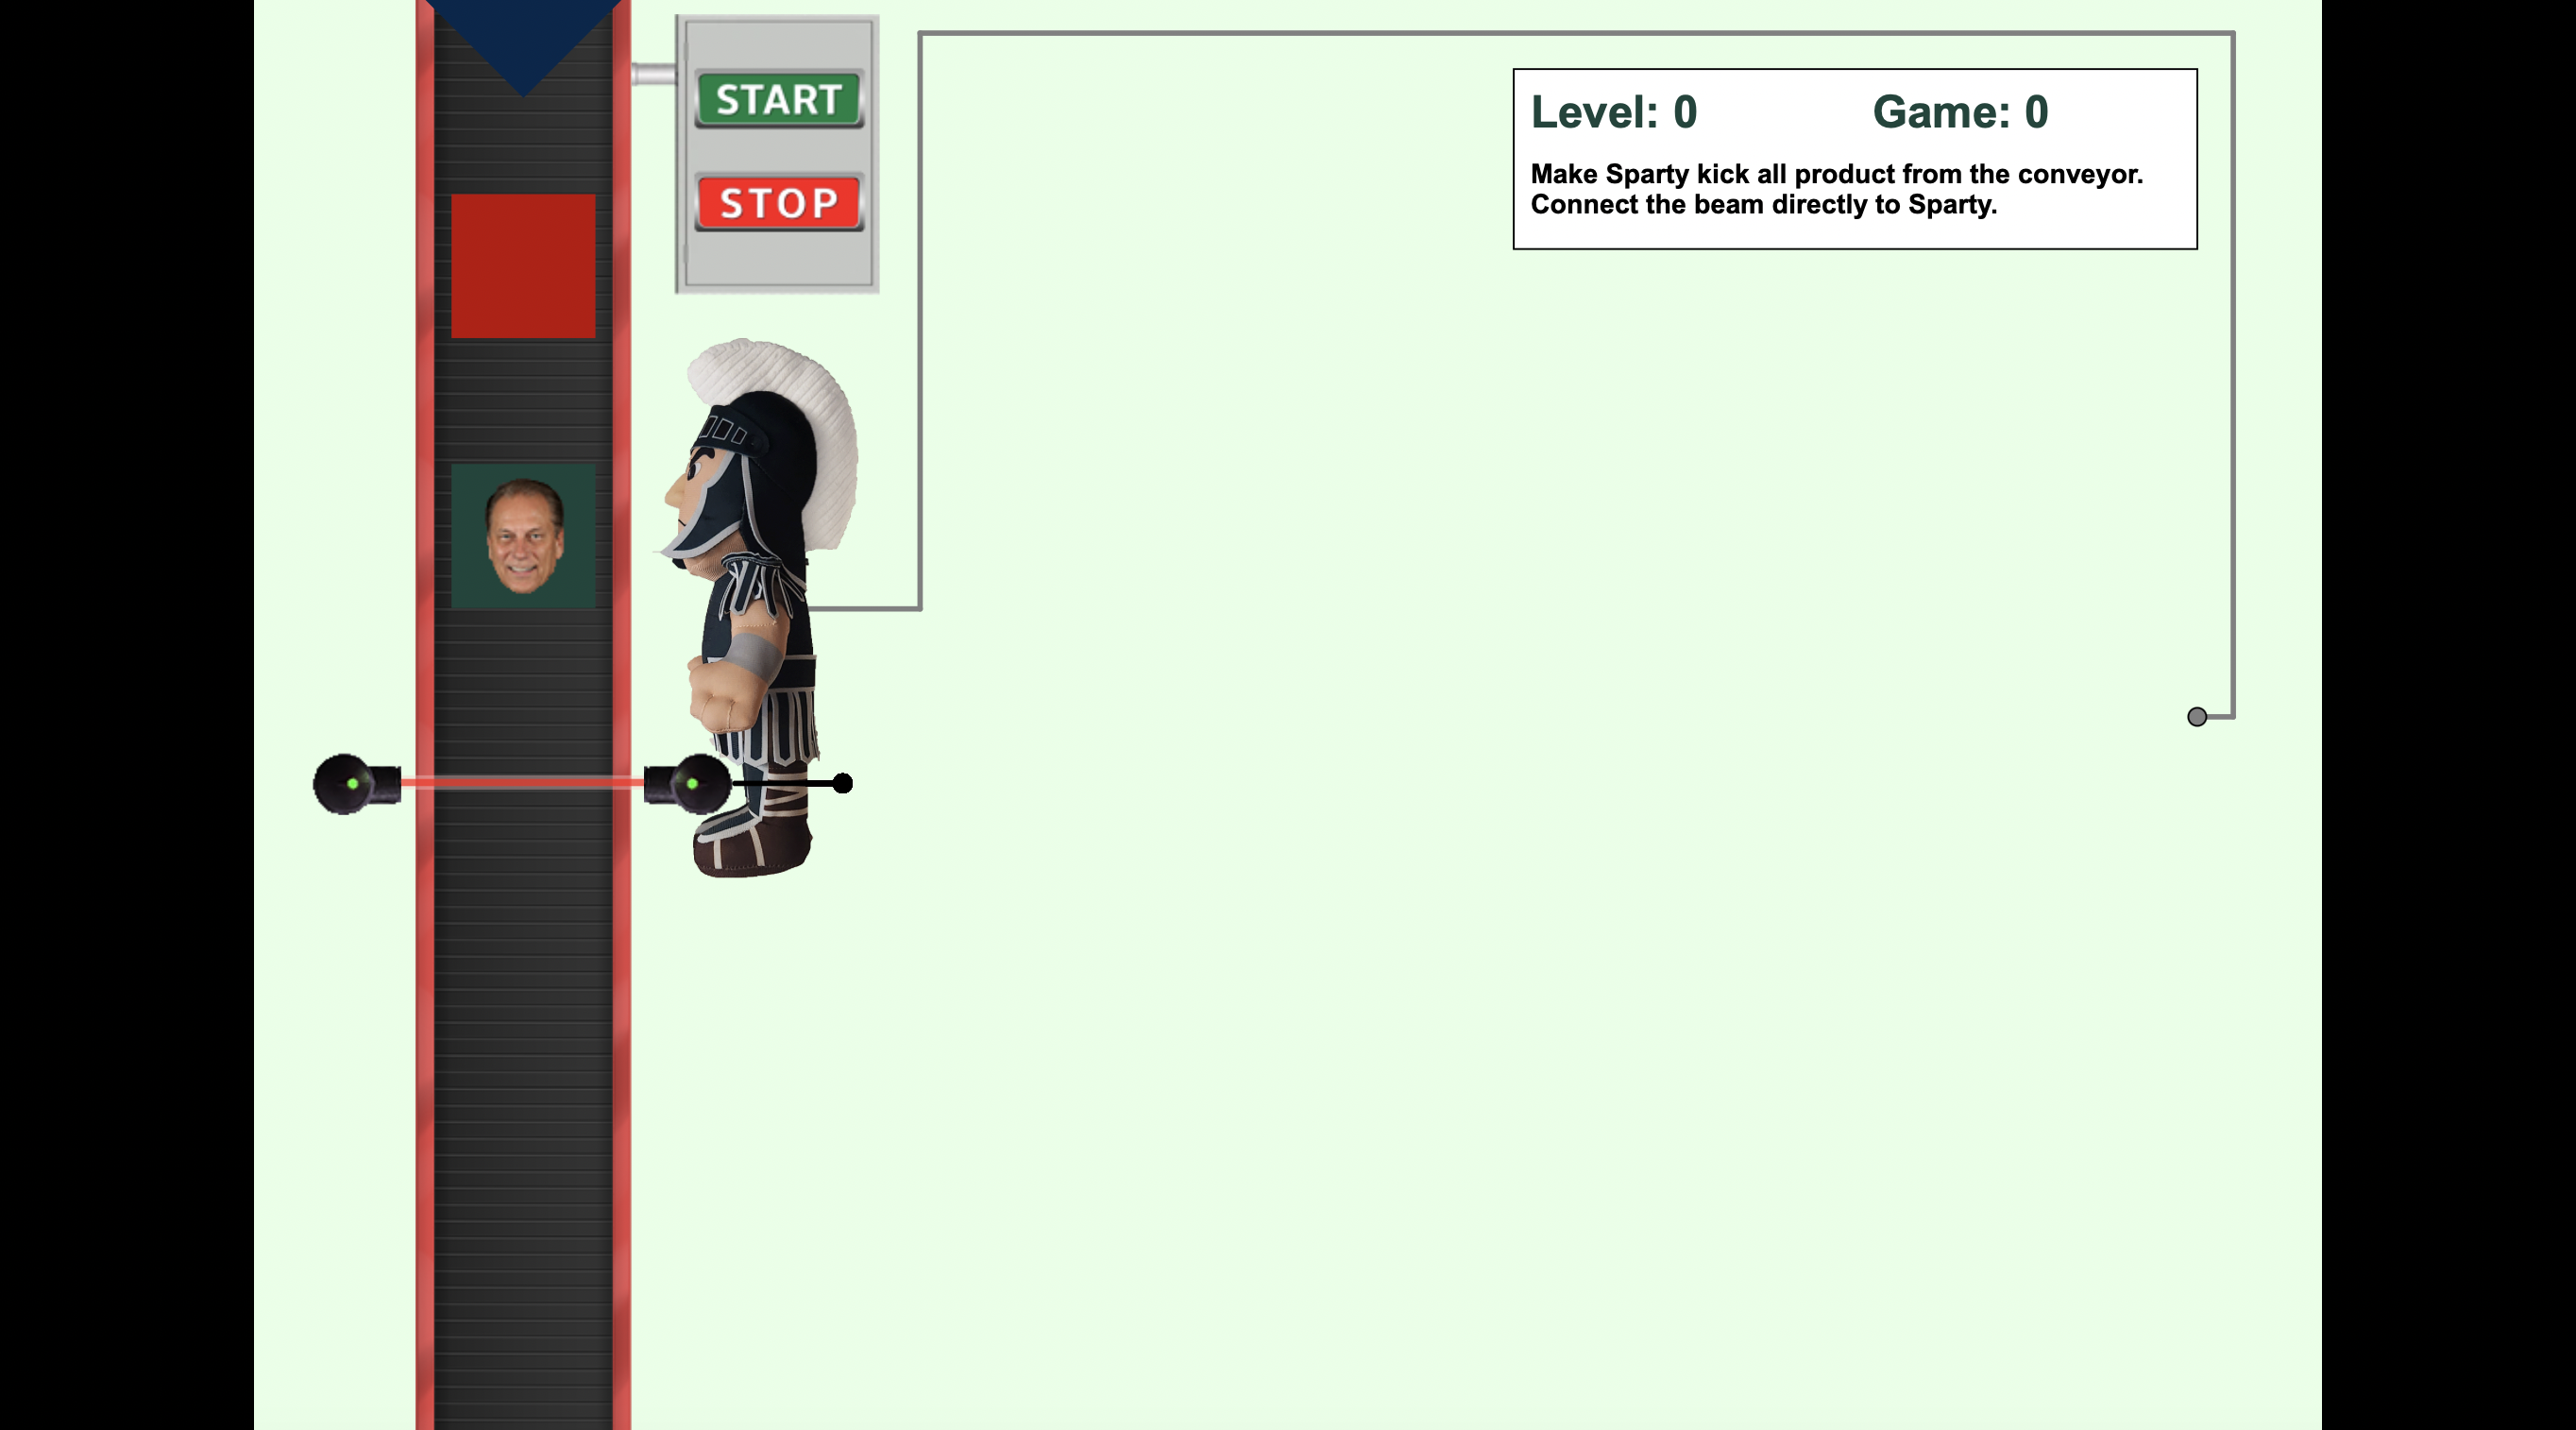 START
STOP
Level: 0 Game: 0
Make Sparty kick all product from the conveyor.
Connect the beam directly to Sparty.